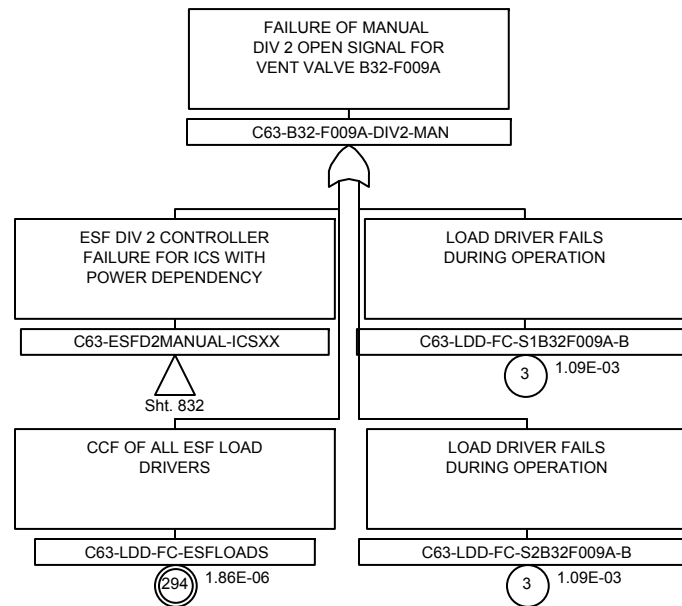 FAILURE OF MANUAL
DIV 2 OPEN SIGNAL FOR
VENT VALVE B32-F009A
C63-B32-F009A-DIV2-MAN
ESF DIV 2 CONTROLLER
FAILURE FOR ICS WITH
POWER DEPENDENCY
C63-ESFD2MANUAL-ICSXX
Sht. 832
LOAD DRIVER FAILS
DURING OPERATION
C63-LDD-FC-S1B32F009A-B
3
1.09E-03
CCF OF ALL ESF LOAD
DRIVERS
C63-LDD-FC-ESFLOADS
294
1.86E-06
LOAD DRIVER FAILS
DURING OPERATION
C63-LDD-FC-S2B32F009A-B
3
1.09E-03